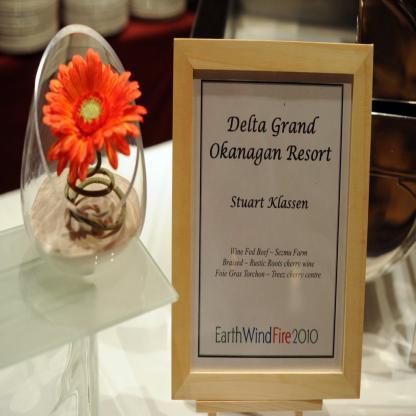 Delta Grand
Okanagan Resort
Stuart Klassen
Wine Fed Beef ~ Sezmu Farm
Braised ~ Rustic Roots cherry wine
Foie Gras Torchon ~ Treez cherry centre
EarthWindFire2010